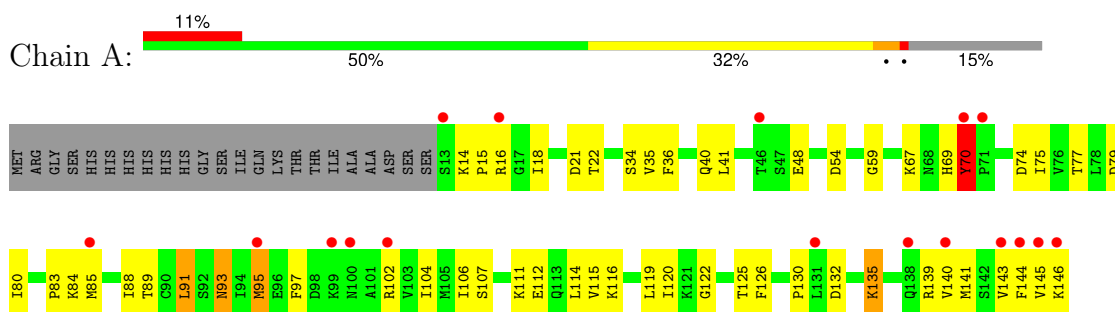 11%
Chain A:
50% 32% • • 15%
MET ARG GLY SER HIS HIS HIS HIS HIS HIS GLY SER ILE GLN LYS THR THR ILE ALA ALA ASP SER SER S13 K14 P15 R16 G17 I18 D21 T22 S34 V35 F36 Q40 L41 T46 S47 E48 D54 G59 K67 N68 H69 Y70 P71 D74 I75 V76 T77 L78 D79
I80 P83 K84 M85 I88 T89 C90 L91 S92 N93 I94 M95 E96 F97 D98 K99 N100 A101 R102 V103 I104 M105 I106 S107 K111 E112 Q113 L114 V115 K116 L119 I120 K121 G122 T125 F126 P130 L131 D132 K135 Q138 R139 V140 M141 S142 V143 F144 V145 K146